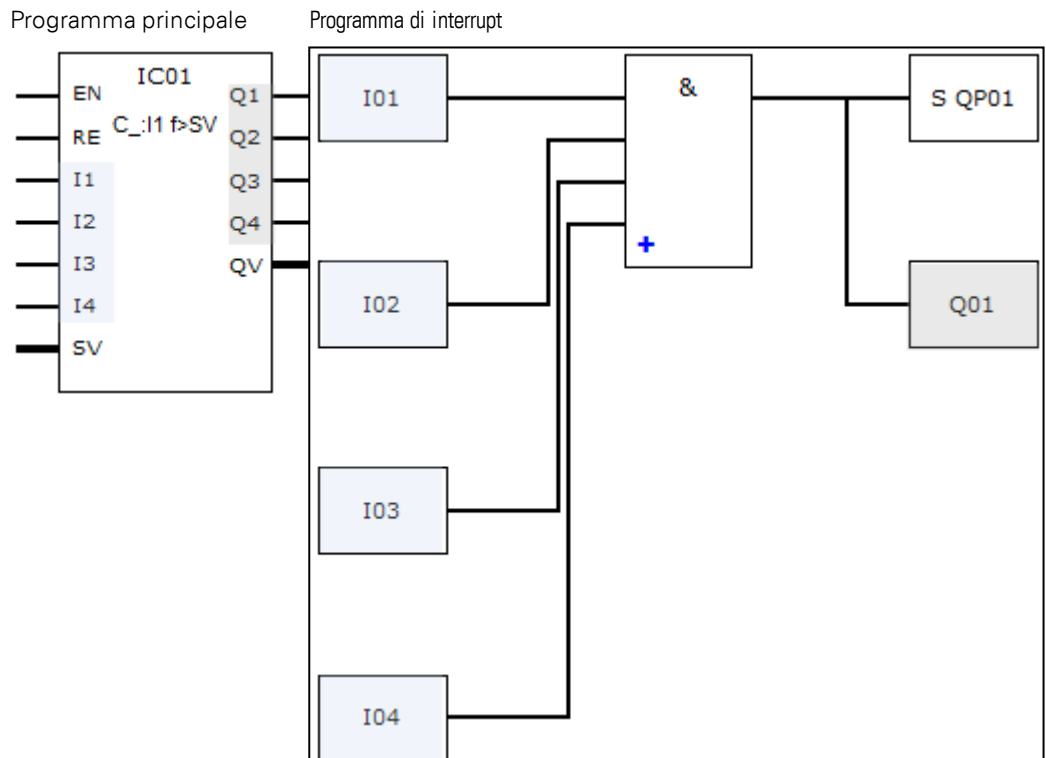 Programma principale
Programma di interrupt
IC01
C_:I1 f>SV
EN
RE
I1
I2
I3
I4
SV
Q1
Q2
Q3
Q4
QV
I01
I02
I03
I04
&
+
S QP01
Q01